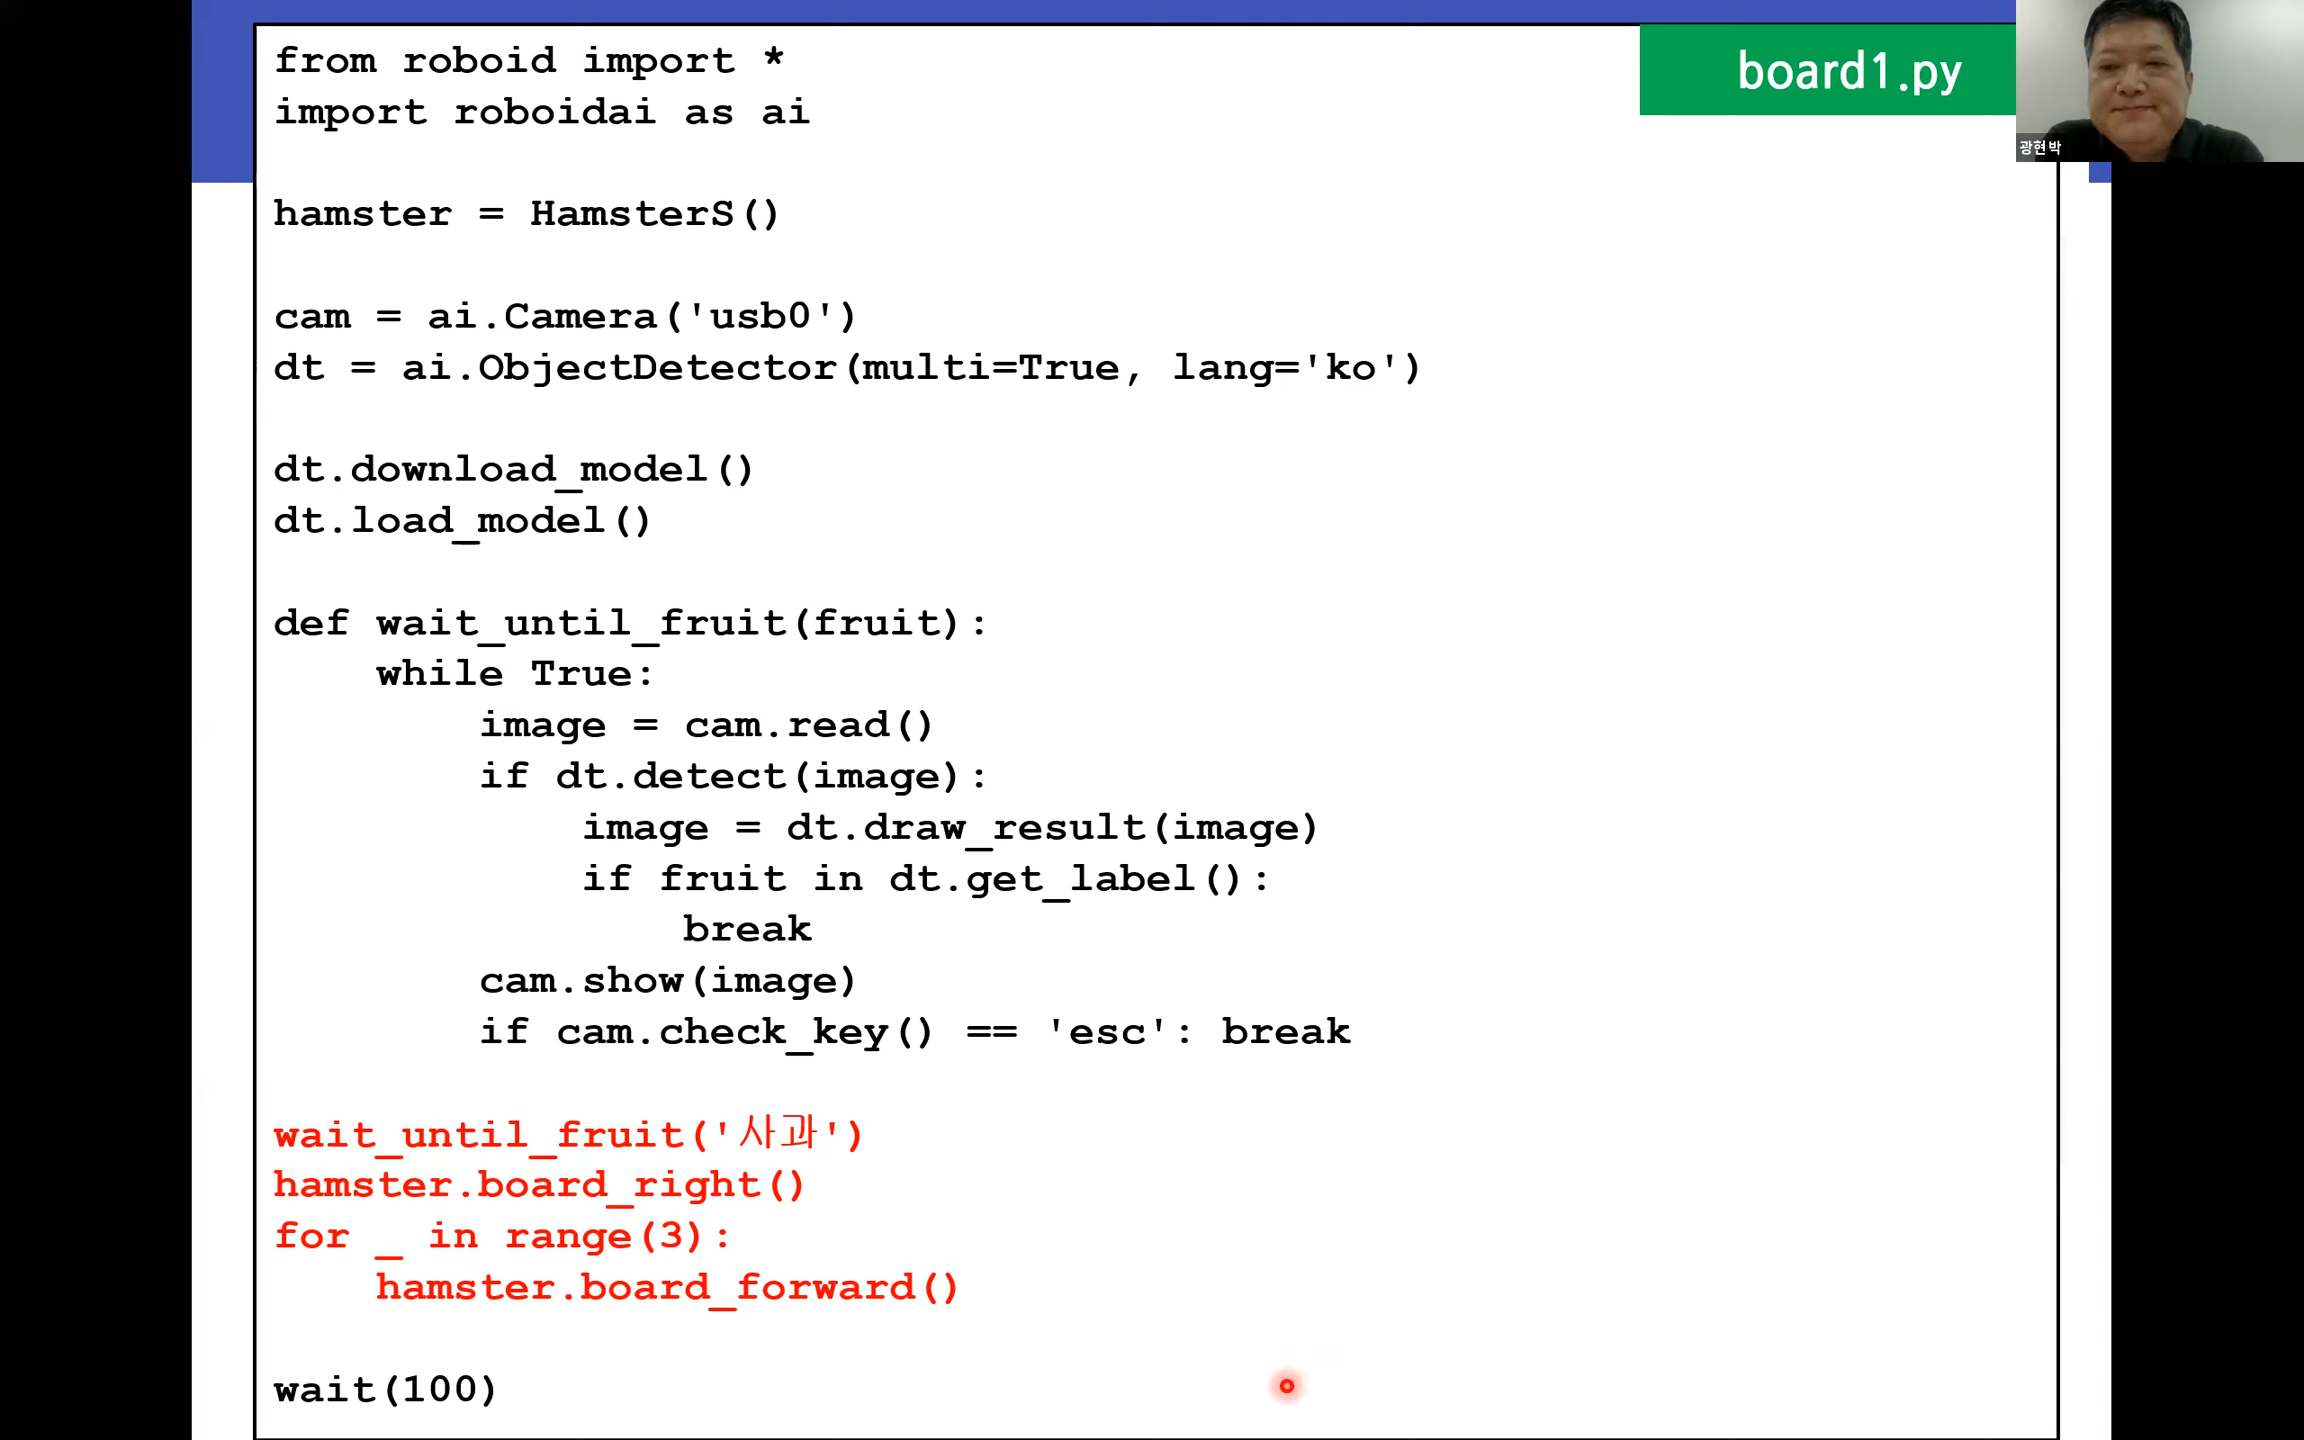 from roboid import *
import roboidai as ai
board1.py
광현박
hamster = HamsterS()
cam = ai.Camera('usb0')
dt = ai.ObjectDetector(multi=True, lang='ko')
dt.download_model()
dt.load_model()
def wait_until_fruit(fruit):
    while True:
        image = cam.read()
        if dt.detect(image):
            image = dt.draw_result(image)
            if fruit in dt.get_label():
                break
        cam.show(image)
        if cam.check_key() == 'esc': break
wait_until_fruit('사과')
hamster.board_right()
for _ in range(3):
    hamster.board_forward()
wait(100)